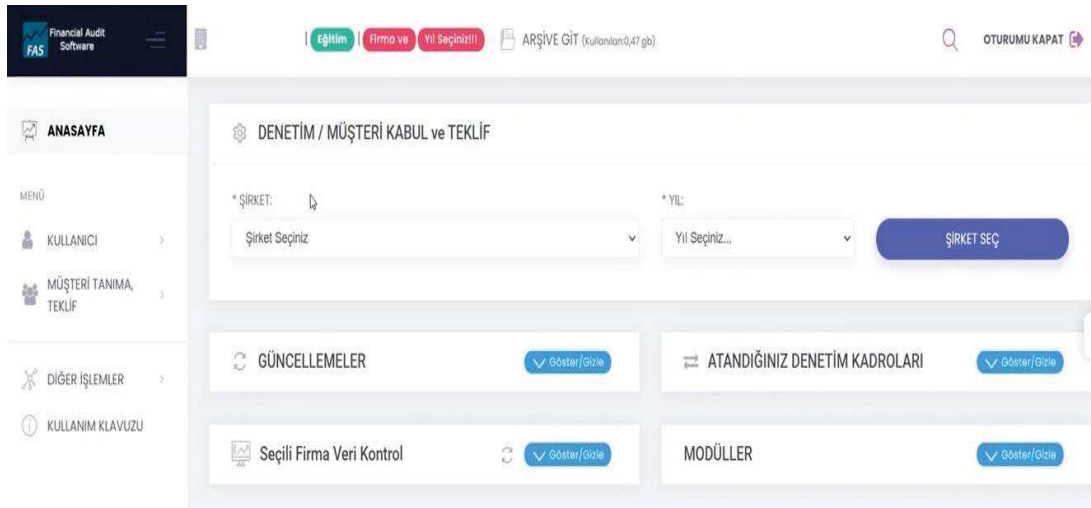 Financial Audit
Software
FAS
| Eğitim | Firma ve Yıl Seçiniz!!! ARŞİVE GİT (Kullanılan:0,47 gb)
OTURUMU KAPAT
ANASAYFA
MENÜ
KULLANICI
MÜŞTERİ TANIMA,
TEKLİF
DİĞER İŞLEMLER
KULLANIM KLAVUZU
DENETİM / MÜŞTERİ KABUL ve TEKLİF
* ŞİRKET:
Şirket Seçiniz
* YIL:
Yıl Seçiniz...
ŞİRKET SEÇ
GÜNCELLEMELER
Göster/Gizle
ATANDIĞINIZ DENETİM KADROLARI
Göster/Gizle
Seçili Firma Veri Kontrol
Göster/Gizle
MODÜLLER
Göster/Gizle